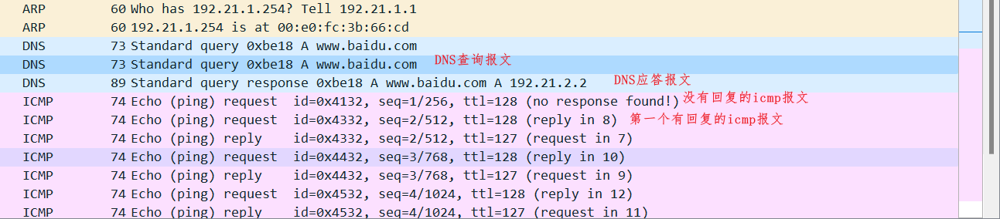 ARP 60 Who has 192.21.1.254? Tell 192.21.1.1
ARP 60 192.21.1.254 is at 00:e0:fc:3b:66:cd
DNS 73 Standard query 0xbe18 A www.baidu.com
DNS 73 Standard query 0xbe18 A www.baidu.com DNS查询报文
DNS 89 Standard query response 0xbe18 A www.baidu.com A 192.21.2.2 DNS应答报文
ICMP 74 Echo (ping) request id=0x4132, seq=1/256, ttl=128 (no response found!) 没有回复的icmp报文
ICMP 74 Echo (ping) request id=0x4332, seq=2/512, ttl=128 (reply in 8) 第一个有回复的icmp报文
ICMP 74 Echo (ping) reply id=0x4332, seq=2/512, ttl=127 (request in 7)
ICMP 74 Echo (ping) request id=0x4432, seq=3/768, ttl=128 (reply in 10)
ICMP 74 Echo (ping) reply id=0x4432, seq=3/768, ttl=127 (request in 9)
ICMP 74 Echo (ping) request id=0x4532, seq=4/1024, ttl=128 (reply in 12)
ICMP 74 Echo (ping) reply id=0x4532, seq=4/1024, ttl=127 (request in 11)